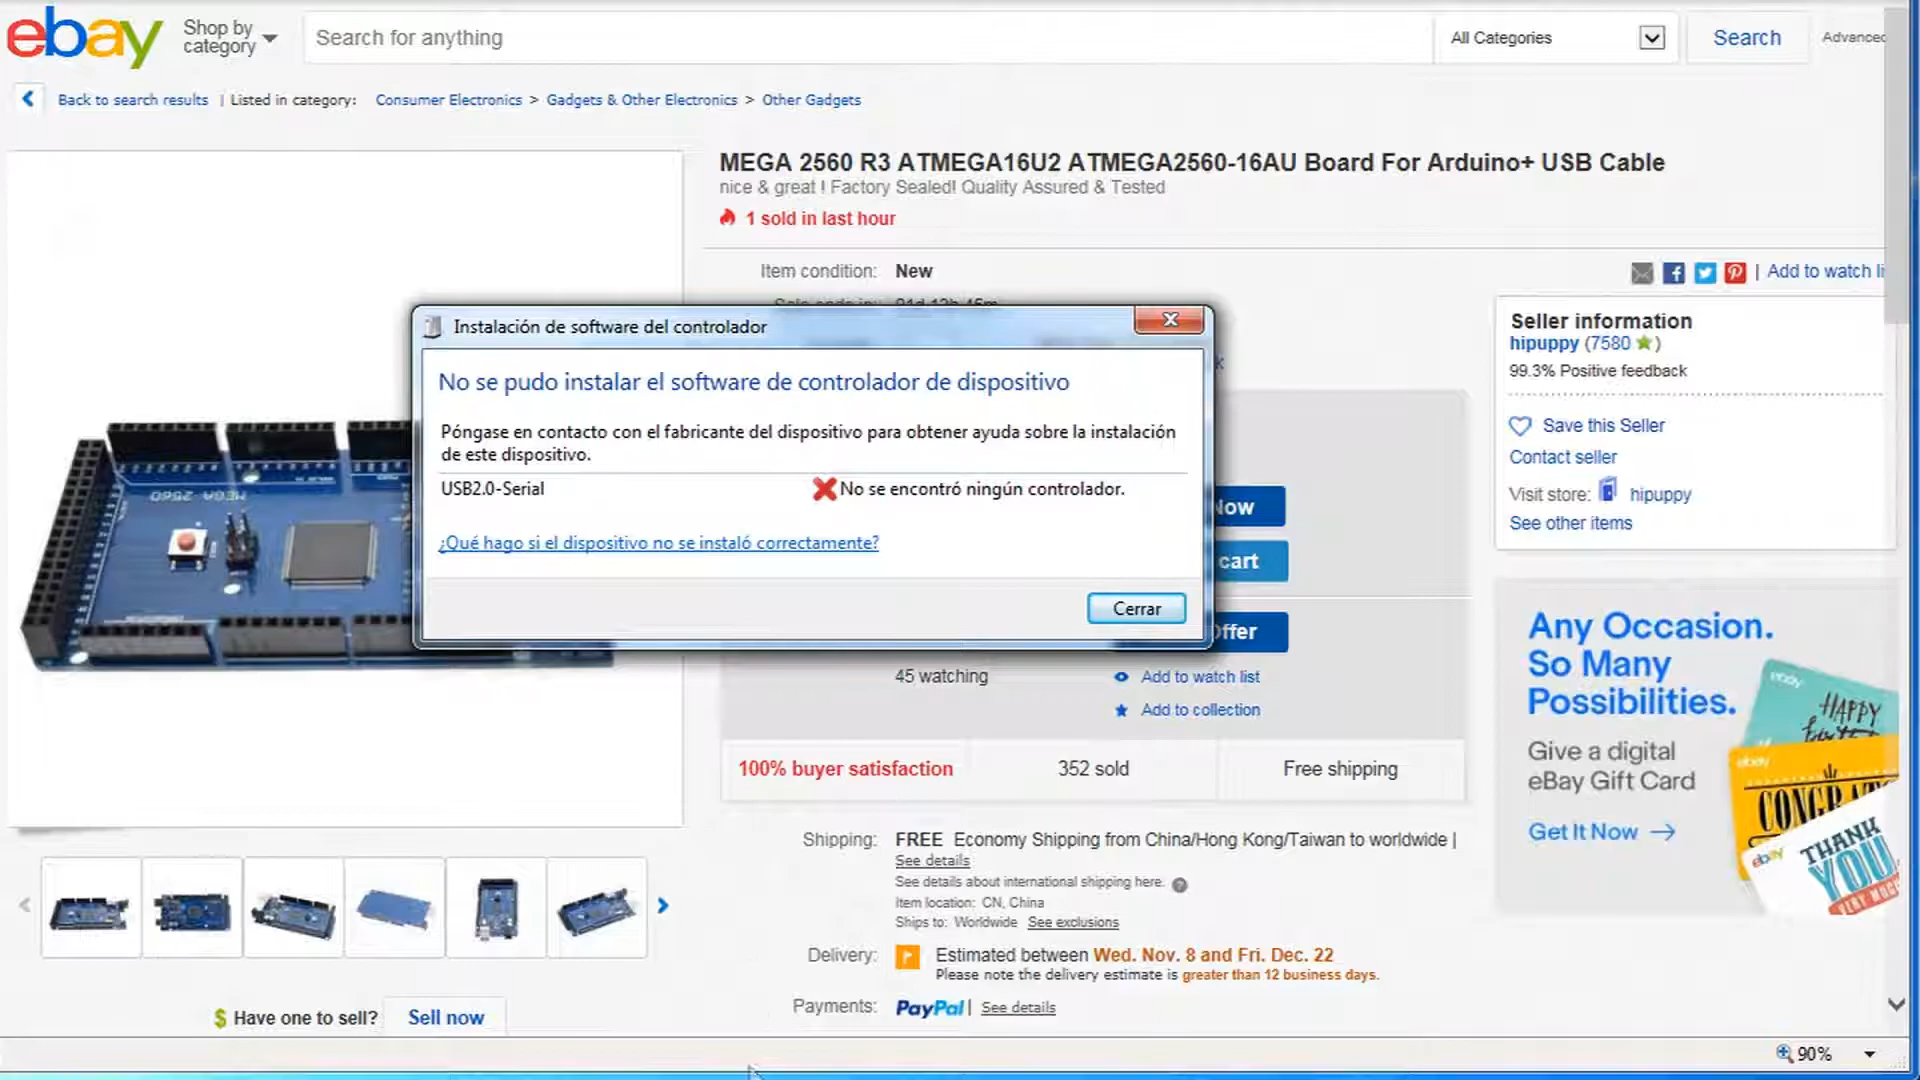 ebay
Shop by
category
Search for anything
All Categories
Search
Advanced
Back to search results | Listed in category: Consumer Electronics > Gadgets & Other Electronics > Other Gadgets
MEGA 2560 R3 ATMEGA16U2 ATMEGA2560-16AU Board For Arduino+ USB Cable
nice & great ! Factory Sealed! Quality Assured & Tested
1 sold in last hour
Item condition: New
| Add to watch li
Instalación de software del controlador
No se pudo instalar el software de controlador de dispositivo
Póngase en contacto con el fabricante del dispositivo para obtener ayuda sobre la instalación
de este dispositivo.
USB2.0-Serial
No se encontró ningún controlador.
¿Qué hago si el dispositivo no se instaló correctamente?
Cerrar
MEGA 2560
Now
cart
Offer
Seller information
hipuppy (7580 )
99.3% Positive feedback
Save this Seller
Contact seller
Visit store: hipuppy
See other items
45 watching
Add to watch list
Add to collection
100% buyer satisfaction
352 sold
Free shipping
Any Occasion.
So Many
Possibilities.
Give a digital
eBay Gift Card
Get It Now
ebay
HAPPY
ebay
ebay
THANK
YOU
Shipping: FREE Economy Shipping from China/Hong Kong/Taiwan to worldwide |
See details
See details about international shipping here.
Item location: CN, China
Ships to: Worldwide See exclusions
Delivery: Estimated between Wed. Nov. 8 and Fri. Dec. 22
Please note the delivery estimate is greater than 12 business days.
Payments: PayPal | See details
$ Have one to sell? Sell now
90%